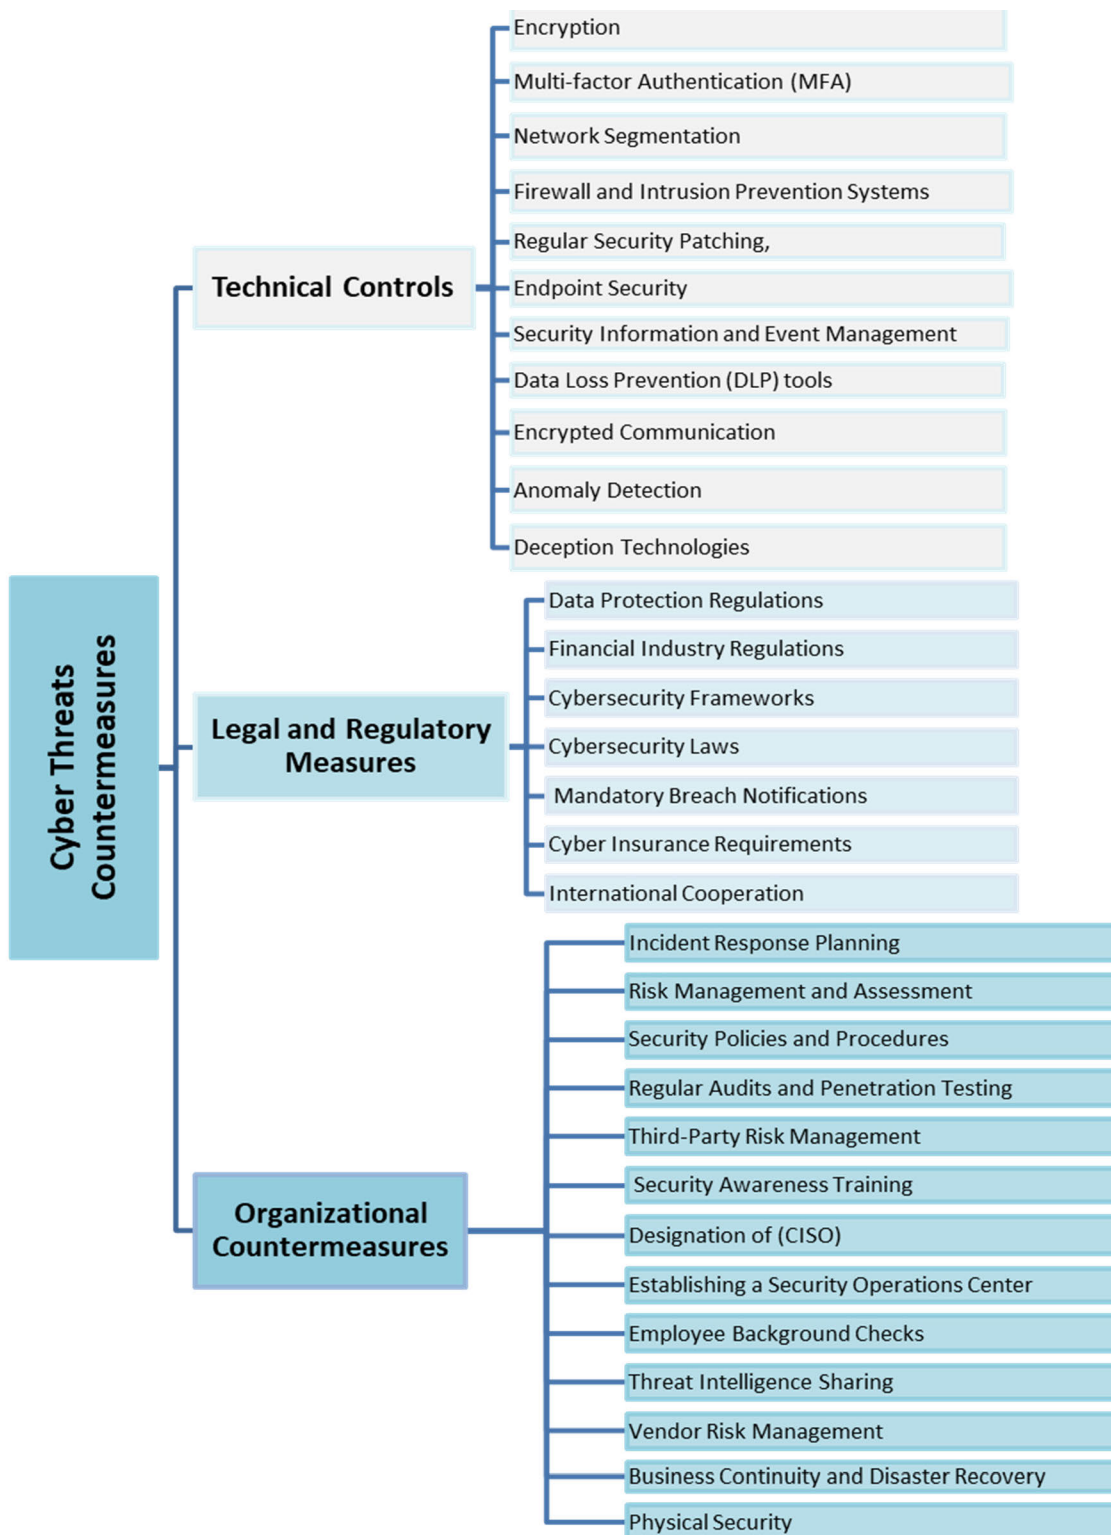 Cyber Threats
Countermeasures
Technical Controls
Encryption
Multi-factor Authentication (MFA)
Network Segmentation
Firewall and Intrusion Prevention Systems
Regular Security Patching,
Endpoint Security
Security Information and Event Management
Data Loss Prevention (DLP) tools
Encrypted Communication
Anomaly Detection
Deception Technologies
Legal and Regulatory
Measures
Data Protection Regulations
Financial Industry Regulations
Cybersecurity Frameworks
Cybersecurity Laws
Mandatory Breach Notifications
Cyber Insurance Requirements
International Cooperation
Organizational
Countermeasures
Incident Response Planning
Risk Management and Assessment
Security Policies and Procedures
Regular Audits and Penetration Testing
Third-Party Risk Management
Security Awareness Training
Designation of (CISO)
Establishing a Security Operations Center
Employee Background Checks
Threat Intelligence Sharing
Vendor Risk Management
Business Continuity and Disaster Recovery
Physical Security